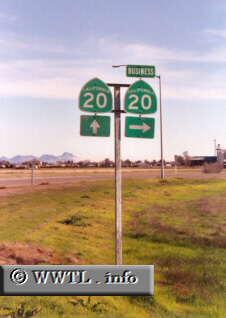 BUSINESS
CALIFORNIA CALIFORNIA
20 20
© WWTL . info